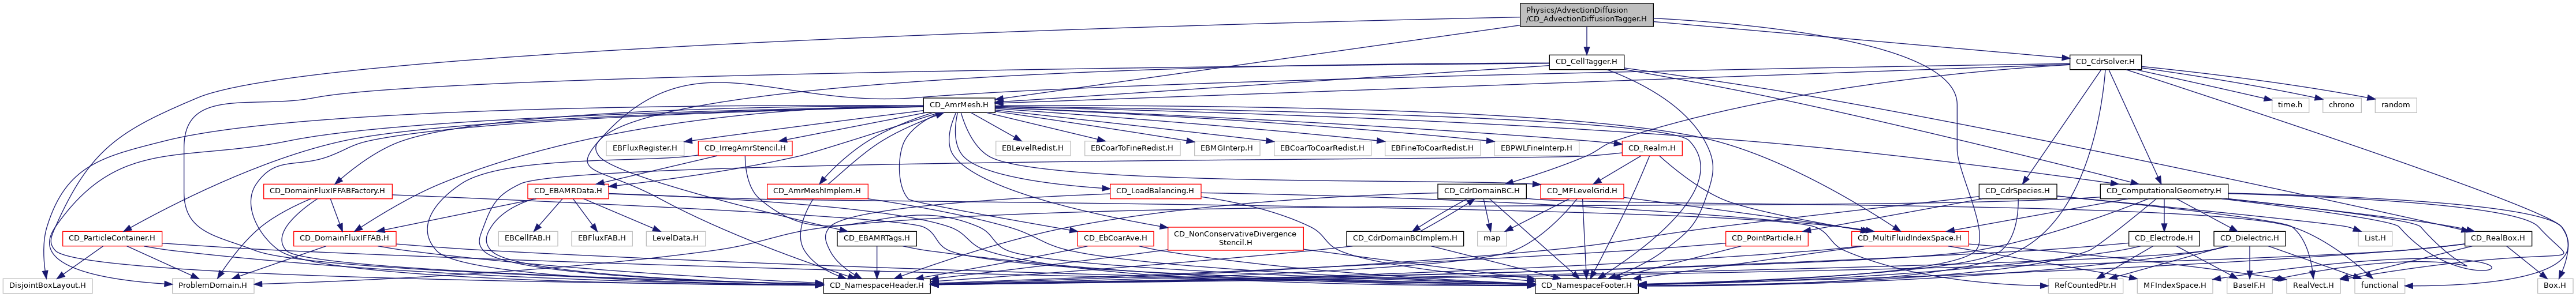 Physics/AdvectionDiffusion
/CD_AdvectionDiffusionTagger.H
CD_CellTagger.H
CD_CdrSolver.H
CD_AmrMesh.H
time.h
chrono
random
EBFluxRegister.H
CD_IrregAmrStencil.H
EBLevelRedist.H
EBCoarToFineRedist.H
EBMGInterp.H
EBCoarToCoarRedist.H
EBFineToCoarRedist.H
EBPWLFineInterp.H
CD_Realm.H
CD_DomainFluxIFFABFactory.H
CD_EBAMRData.H
CD_AmrMeshImplem.H
CD_LoadBalancing.H
CD_CdrDomainBC.H
CD_MFLevelGrid.H
CD_CdrSpecies.H
CD_ComputationalGeometry.H
CD_ParticleContainer.H
CD_DomainFluxIFFAB.H
EBCellFAB.H
EBFluxFAB.H
LevelData.H
CD_EBAMRTags.H
CD_EbCoarAve.H
CD_NonConservativeDivergence
Stencil.H
CD_CdrDomainBCImplem.H
map
CD_PointParticle.H
CD_MultiFluidIndexSpace.H
CD_Electrode.H
CD_Dielectric.H
List.H
CD_RealBox.H
DisjointBoxLayout.H
ProblemDomain.H
CD_NamespaceHeader.H
CD_NamespaceFooter.H
RefCountedPtr.H
MFIndexSpace.H
BaseIF.H
RealVect.H
functional
Box.H